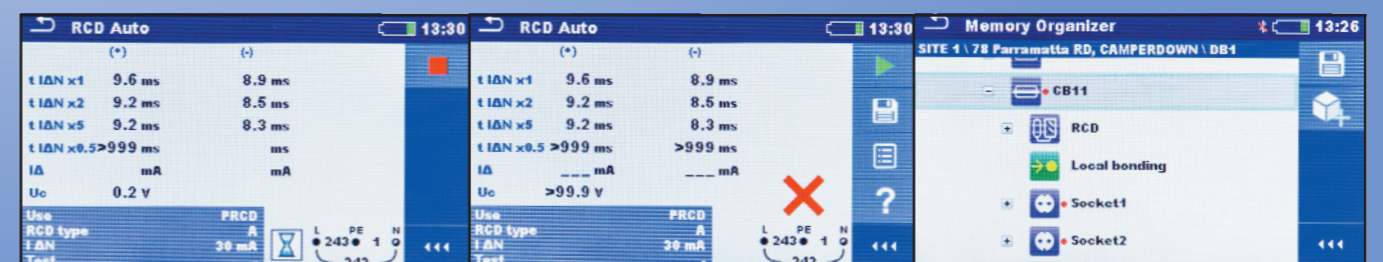 RCD Auto 13:30
(+) (-)
t IΔN x1 9.6 ms 8.9 ms
t IΔN x2 9.2 ms 8.5 ms
t IΔN x5 9.2 ms 8.3 ms
t IΔN x0.5 >999 ms ms
IΔ mA mA
Uc 0.2 V
Use PRCD
RCD type A
I ΔN 30 mA
Test
L PE N
243 1
243
RCD Auto 13:30
(+) (-)
t IΔN x1 9.6 ms 8.9 ms
t IΔN x2 9.2 ms 8.5 ms
t IΔN x5 9.2 ms 8.3 ms
t IΔN x0.5 >999 ms >999 ms
IΔ ___ mA ___ mA
Uc >99.9 V
?
Use PRCD
RCD type A
I ΔN 30 mA
Test
L PE N
243 1
243
Memory Organizer 13:26
SITE 1 \ 78 Parramatta RD, CAMPERDOWN \ DB1
CB11
RCD
Local bonding
Socket1
Socket2